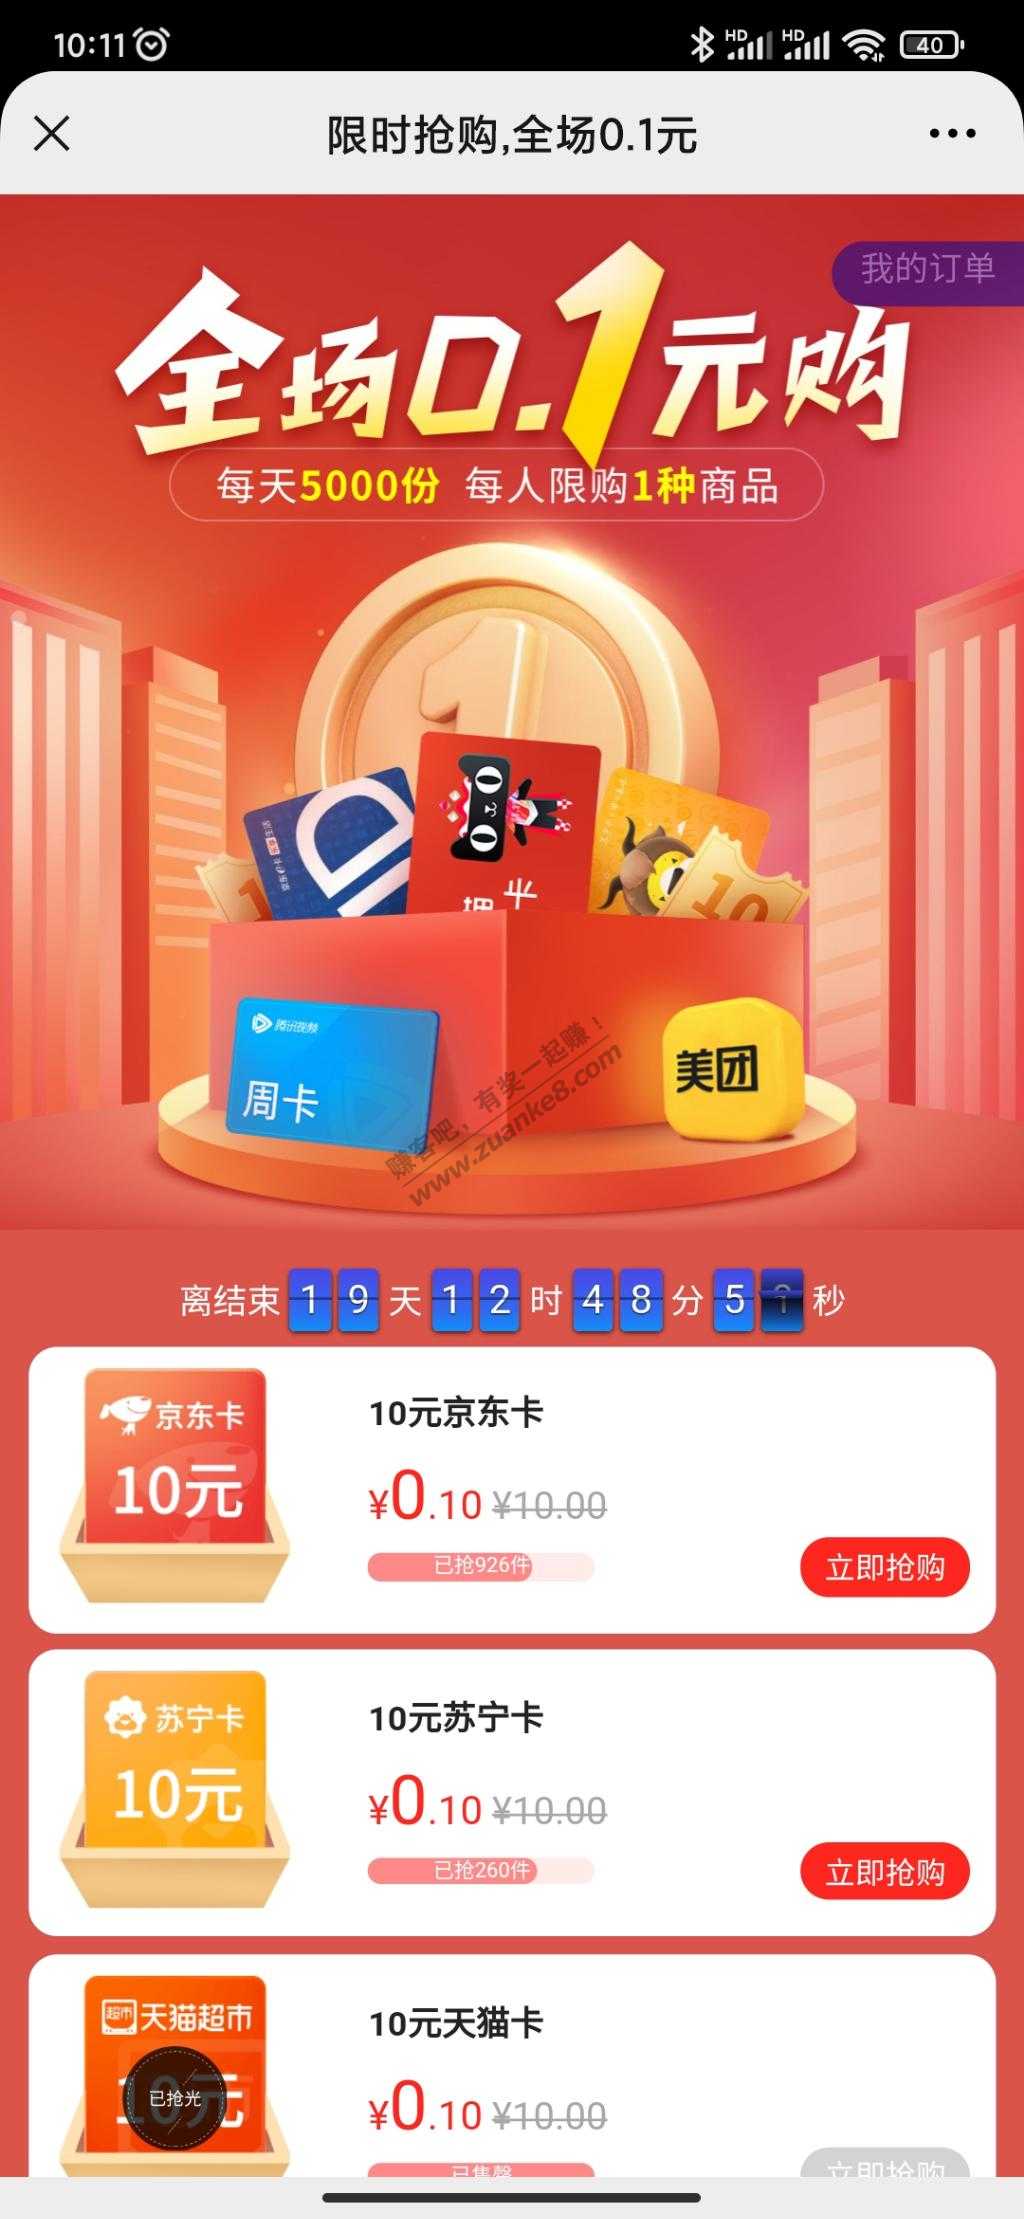 10:11
HD HD 40
限时抢购,全场0.1元
我的订单
全场0.1元购
每天5000份 每人限购1种商品
1
10
腾讯视频
周卡
美团
赚客吧，有奖一起赚！
www.zuanke8.com
离结束 19 天 12 时 48 分 5 秒
京东卡
10元
10元京东卡
¥0.10 ¥10.00
已抢926件
立即抢购
苏宁卡
10元
10元苏宁卡
¥0.10 ¥10.00
已抢260件
立即抢购
超市 天猫超市
10元
已抢光
10元天猫卡
¥0.10 ¥10.00
已售罄
立即抢购